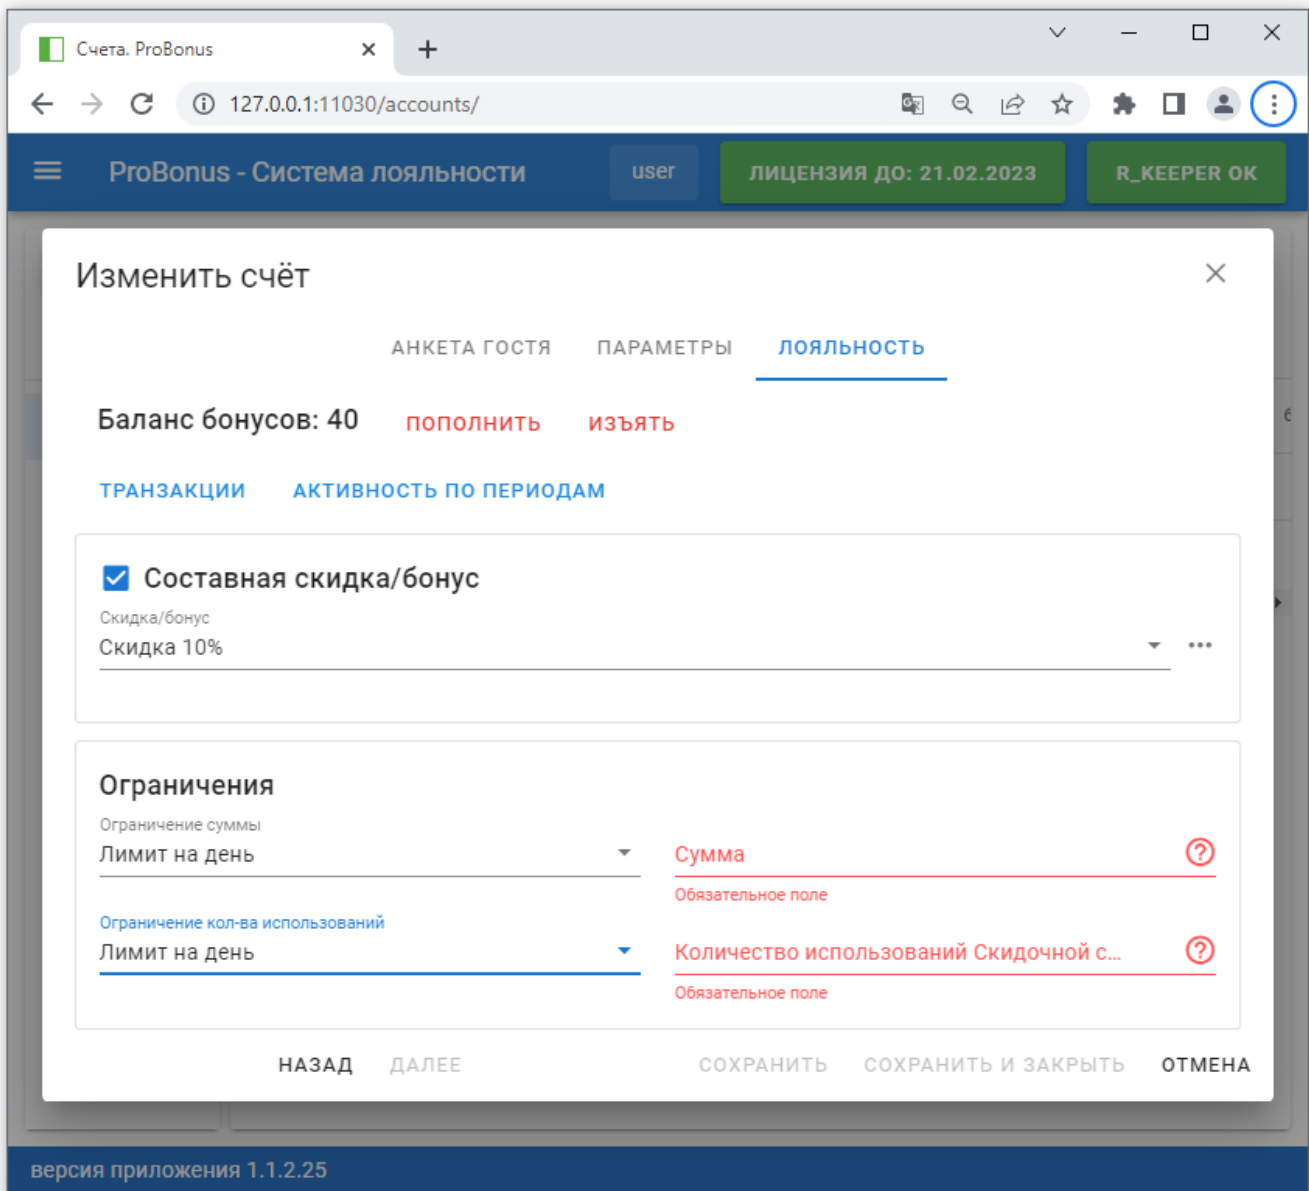 Счета. ProBonus
127.0.0.1:11030/accounts/
ProBonus - Система лояльности user ЛИЦЕНЗИЯ ДО: 21.02.2023 R_KEEPER OK
Изменить счёт
АНКЕТА ГОСТЯ ПАРАМЕТРЫ ЛОЯЛЬНОСТЬ
Баланс бонусов: 40 ПОПОЛНИТЬ ИЗЪЯТЬ
ТРАНЗАКЦИИ АКТИВНОСТЬ ПО ПЕРИОДАМ
Составная скидка/бонус
Скидка/бонус
Скидка 10%
Ограничения
Ограничение суммы
Лимит на день Сумма
Обязательное поле
Ограничение кол-ва использований
Лимит на день Количество использований Скидочной с...
Обязательное поле
НАЗАД ДАЛЕЕ СОХРАНИТЬ СОХРАНИТЬ И ЗАКРЫТЬ ОТМЕНА
версия приложения 1.1.2.25